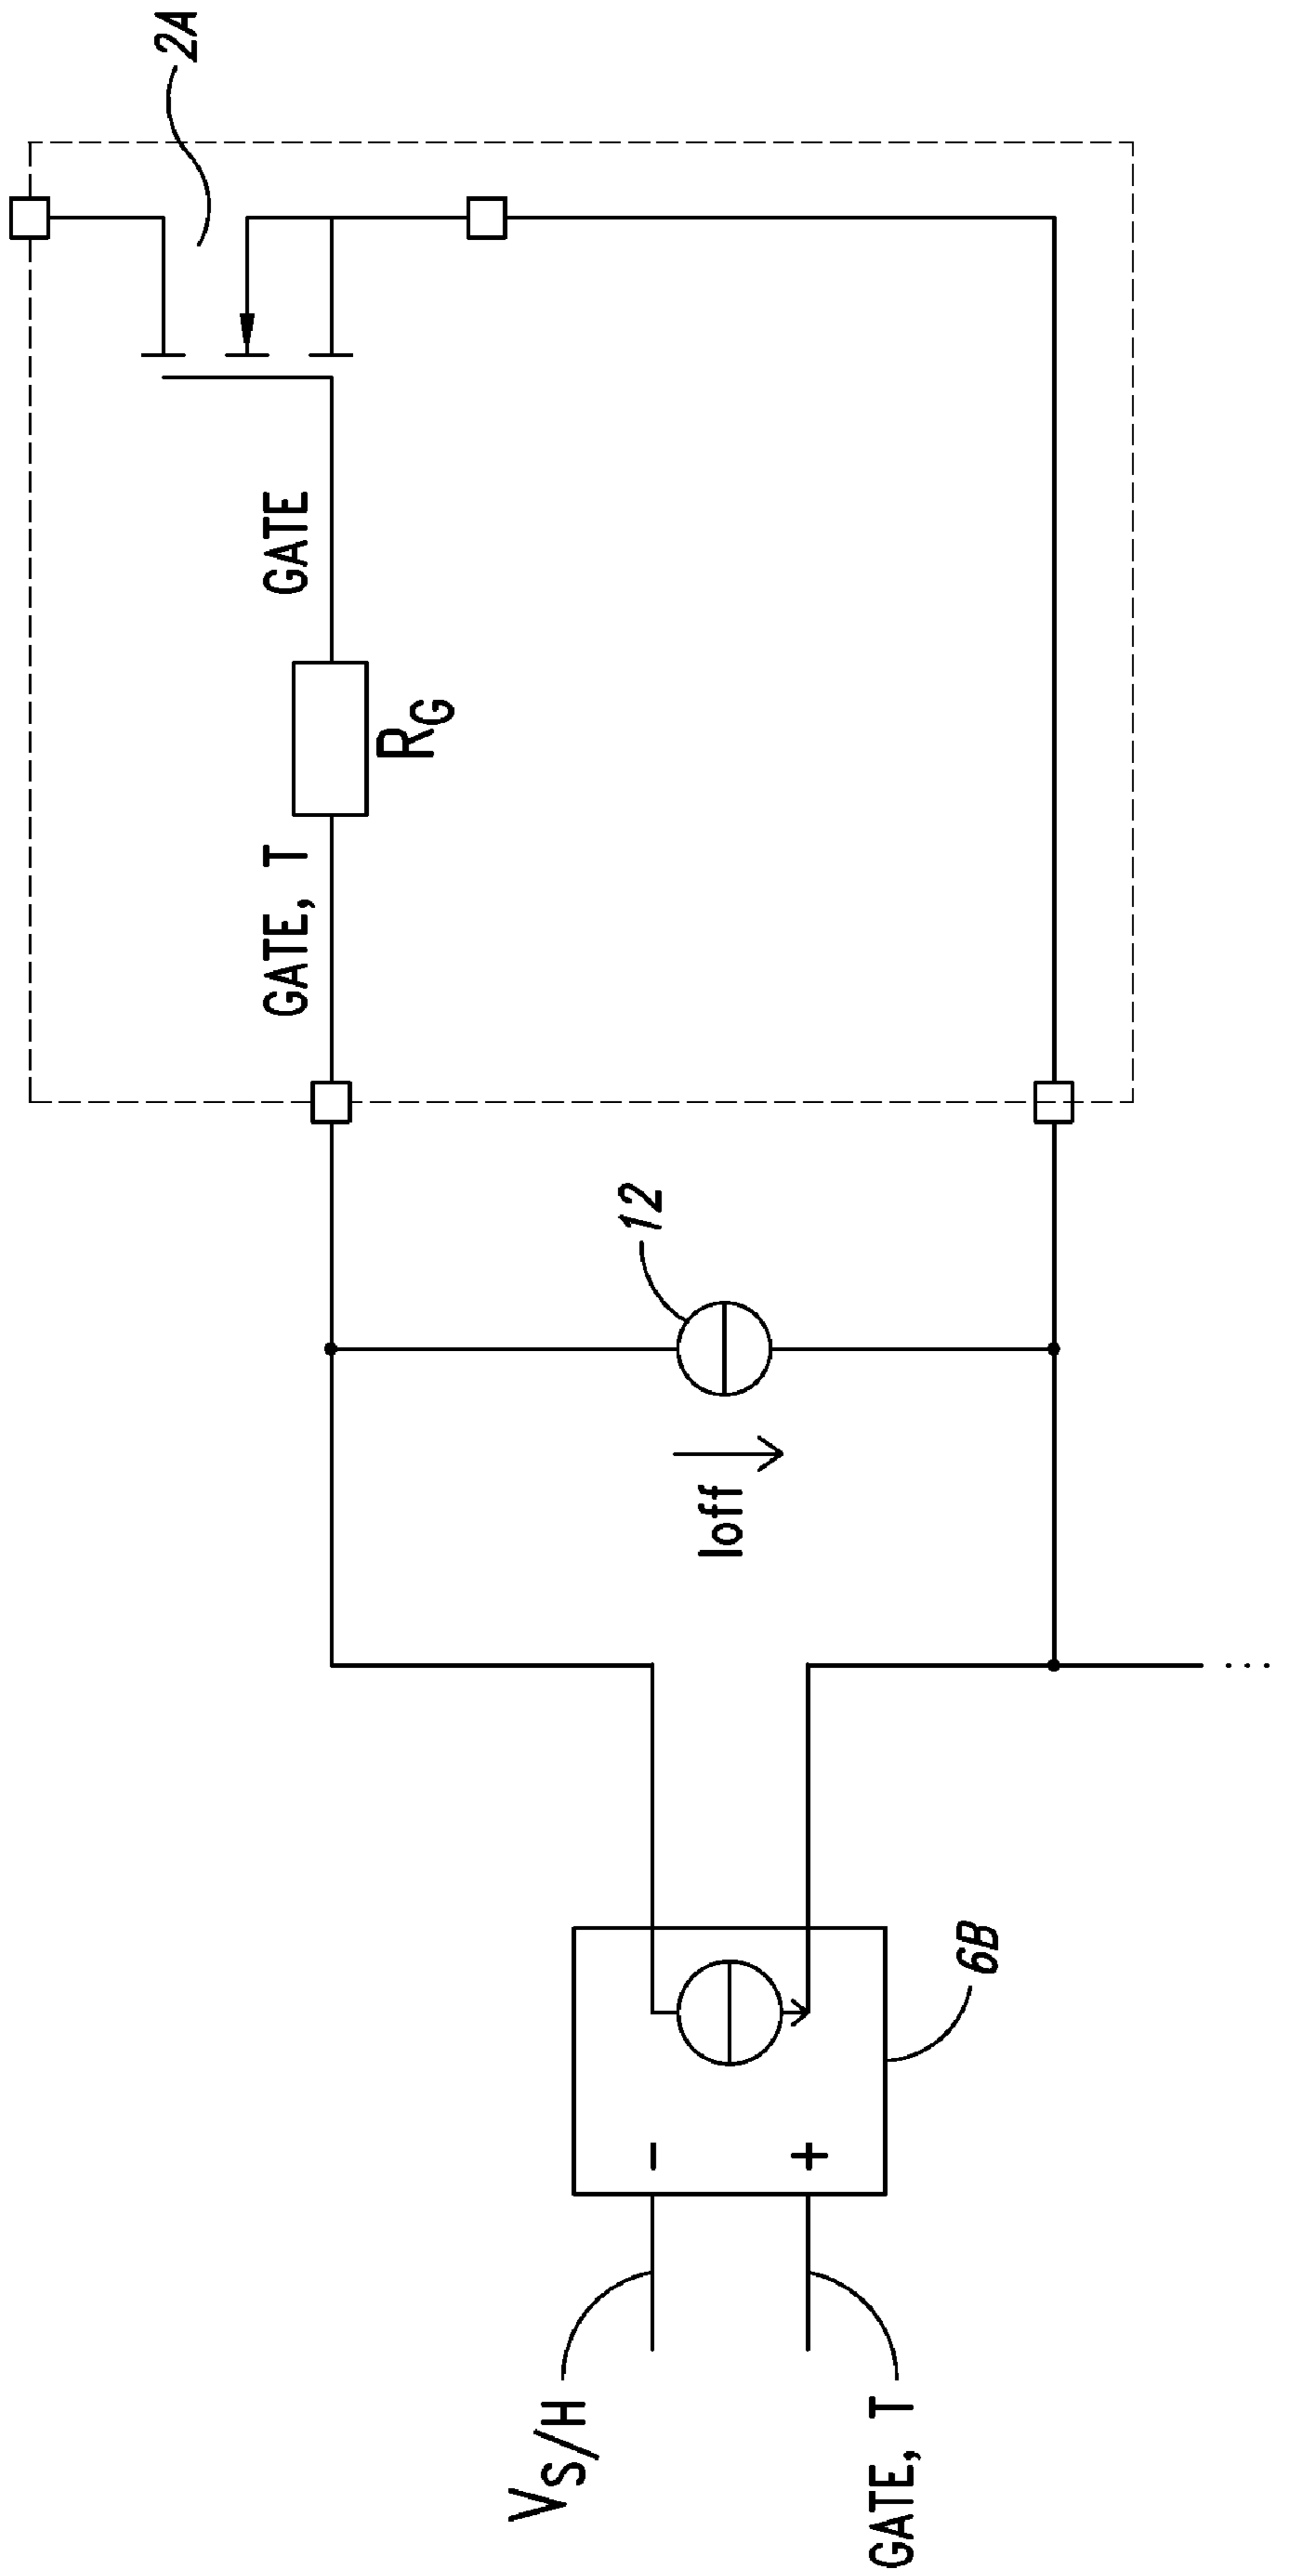 2A
GATE
R_G
GATE, T
12
Ioff
6B
-
+
V_S/H
GATE, T